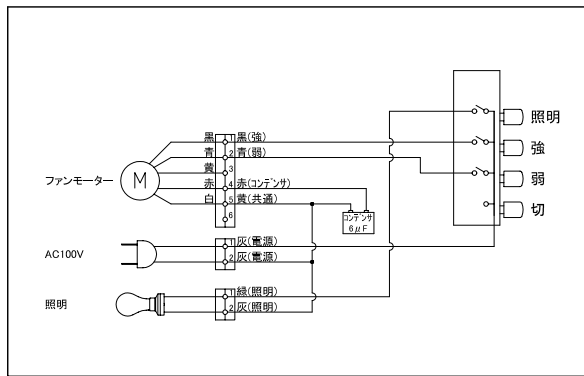 照明
強
弱
切
ファンモーター
M
黒 1 黒(強)
青 2 青(弱)
黄 3
赤 4 赤(コンデンサ)
白 5 黄(共通)
6
コンデンサ
6μF
AC100V
1 灰(電源)
2 灰(電源)
照明
1 緑(照明)
2 灰(照明)